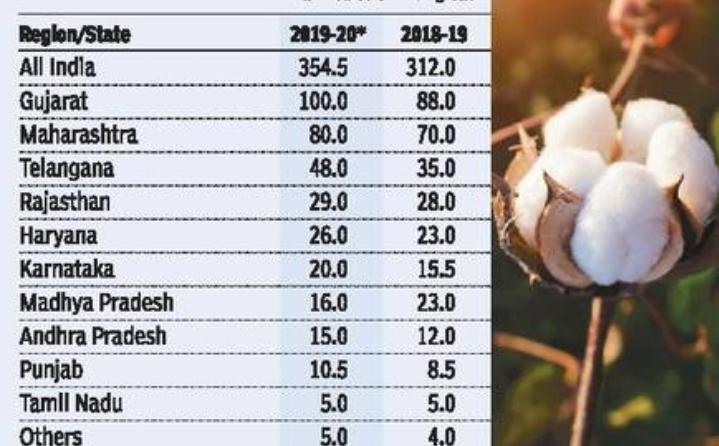 Region/State 2019-20* 2018-19
All India 354.5 312.0
Gujarat 100.0 88.0
Maharashtra 80.0 70.0
Telangana 48.0 35.0
Rajasthan 29.0 28.0
Haryana 26.0 23.0
Karnataka 20.0 15.5
Madhya Pradesh 16.0 23.0
Andhra Pradesh 15.0 12.0
Punjab 10.5 8.5
Tamil Nadu 5.0 5.0
Others 5.0 4.0